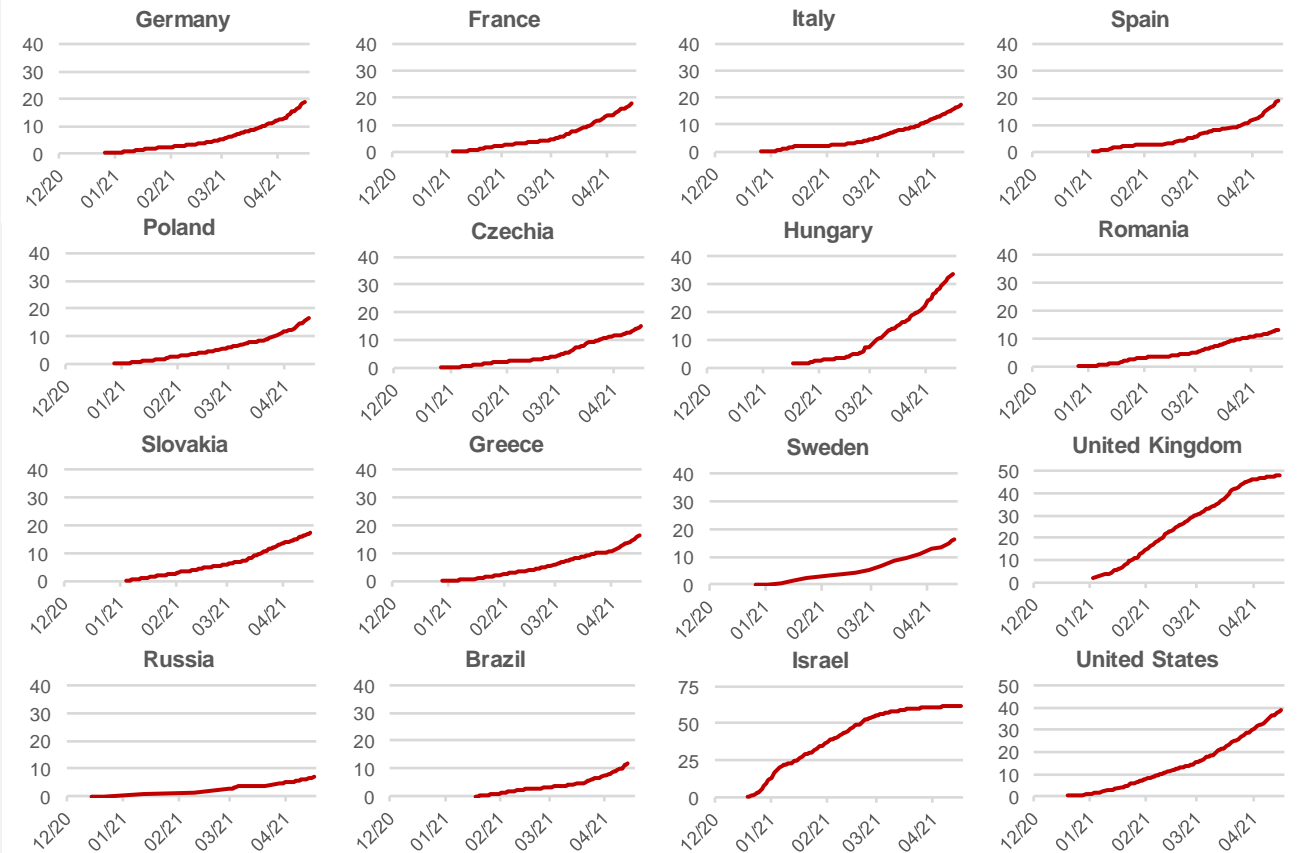 Germany France Italy Spain
40 40 40 40
30 30 30 30
20 20 20 20
10 10 10 10
0 0 0 0
12/20 01/21 02/21 03/21 04/21 12/20 01/21 02/21 03/21 04/21 12/20 01/21 02/21 03/21 04/21 12/20 01/21 02/21 03/21 04/21
Poland Czechia Hungary Romania
40 40 40 40
30 30 30 30
20 20 20 20
10 10 10 10
0 0 0 0
12/20 01/21 02/21 03/21 04/21 12/20 01/21 02/21 03/21 04/21 12/20 01/21 02/21 03/21 04/21 12/20 01/21 02/21 03/21 04/21
Slovakia Greece Sweden United Kingdom
40 40 40 50
30 30 30 40
20 20 20 30
10 10 10 20
0 0 0 10
0
12/20 01/21 02/21 03/21 04/21 12/20 01/21 02/21 03/21 04/21 12/20 01/21 02/21 03/21 04/21 12/20 01/21 02/21 03/21 04/21
Russia Brazil Israel United States
40 40 75 50
30 30 50 40
20 20 25 30
10 10 0 20
0 0 10
0
12/20 01/21 02/21 03/21 04/21 12/20 01/21 02/21 03/21 04/21 12/20 01/21 02/21 03/21 04/21 12/20 01/21 02/21 03/21 04/21